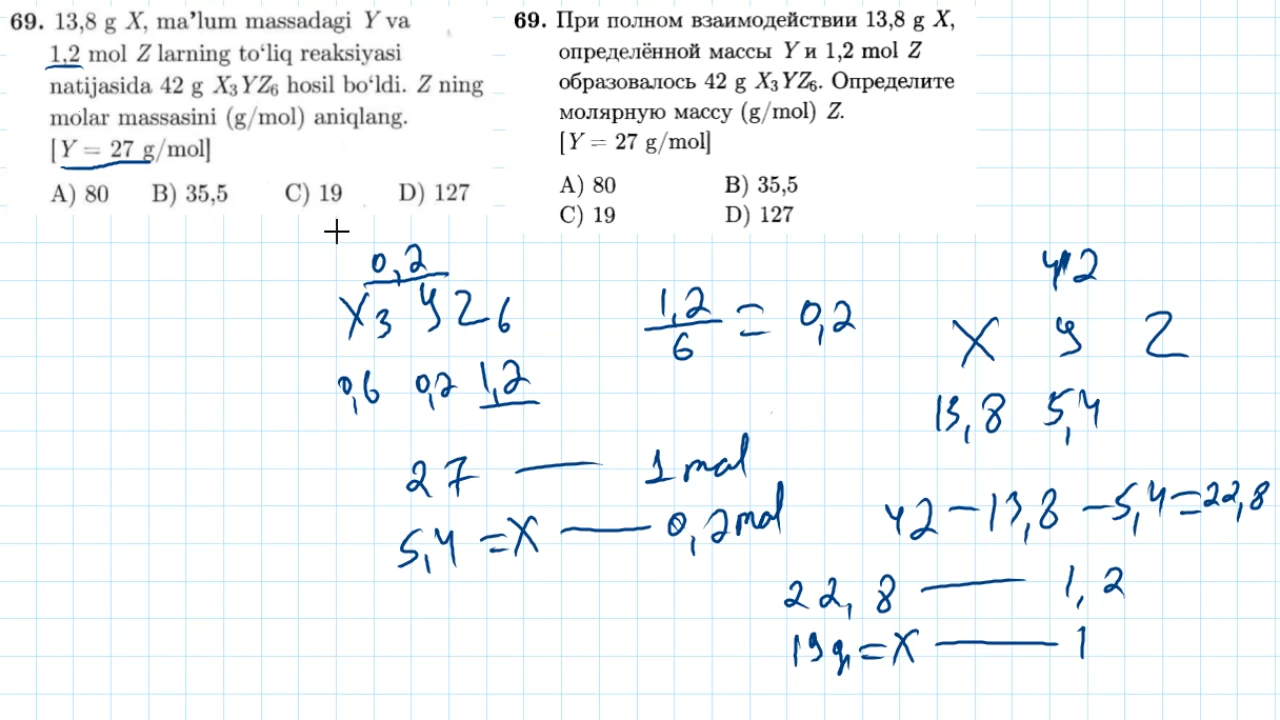 69. 13,8 g X, ma’lum massadagi Y va
1,2 mol Z larning to‘liq reaksiyasi
natijasida 42 g X₃YZ₆ hosil bo‘ldi. Z ning
molar massasini (g/mol) aniqlang.
[Y = 27 g/mol]
A) 80 B) 35,5 C) 19 D) 127
69. При полном взаимодействии 13,8 g X,
определённой массы Y и 1,2 mol Z
образовалось 42 g X₃YZ₆. Определите
молярную массу (g/mol) Z.
[Y = 27 g/mol]
A) 80 B) 35,5
C) 19 D) 127
0,2
X3 y Z6
0,6 0,2 1,2
1,2/6 = 0,2
27 — 1 mol
5,4 = X — 0,2 mol
42
X y Z
13,8 5,4
42 - 13,8 - 5,4 = 22,8
22,8 — 1,2
19g = X — 1